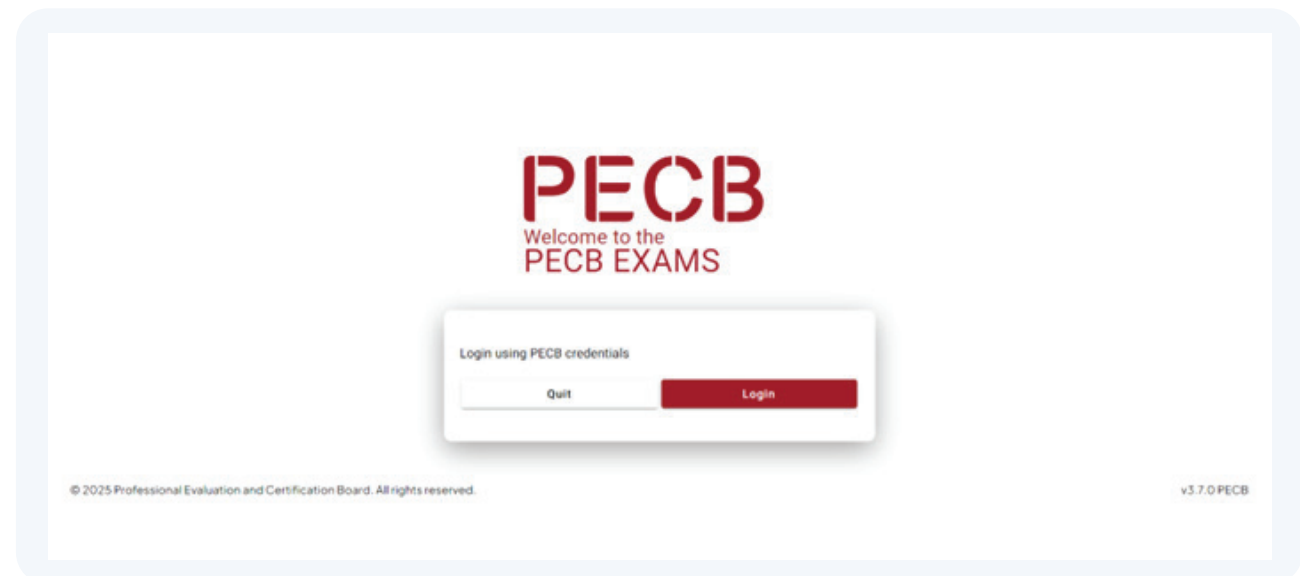 PECB
Welcome to the
PECB EXAMS
Login using PECB credentials
Quit
Login
© 2025 Professional Evaluation and Certification Board. All rights reserved.
v3.7.0 PECB